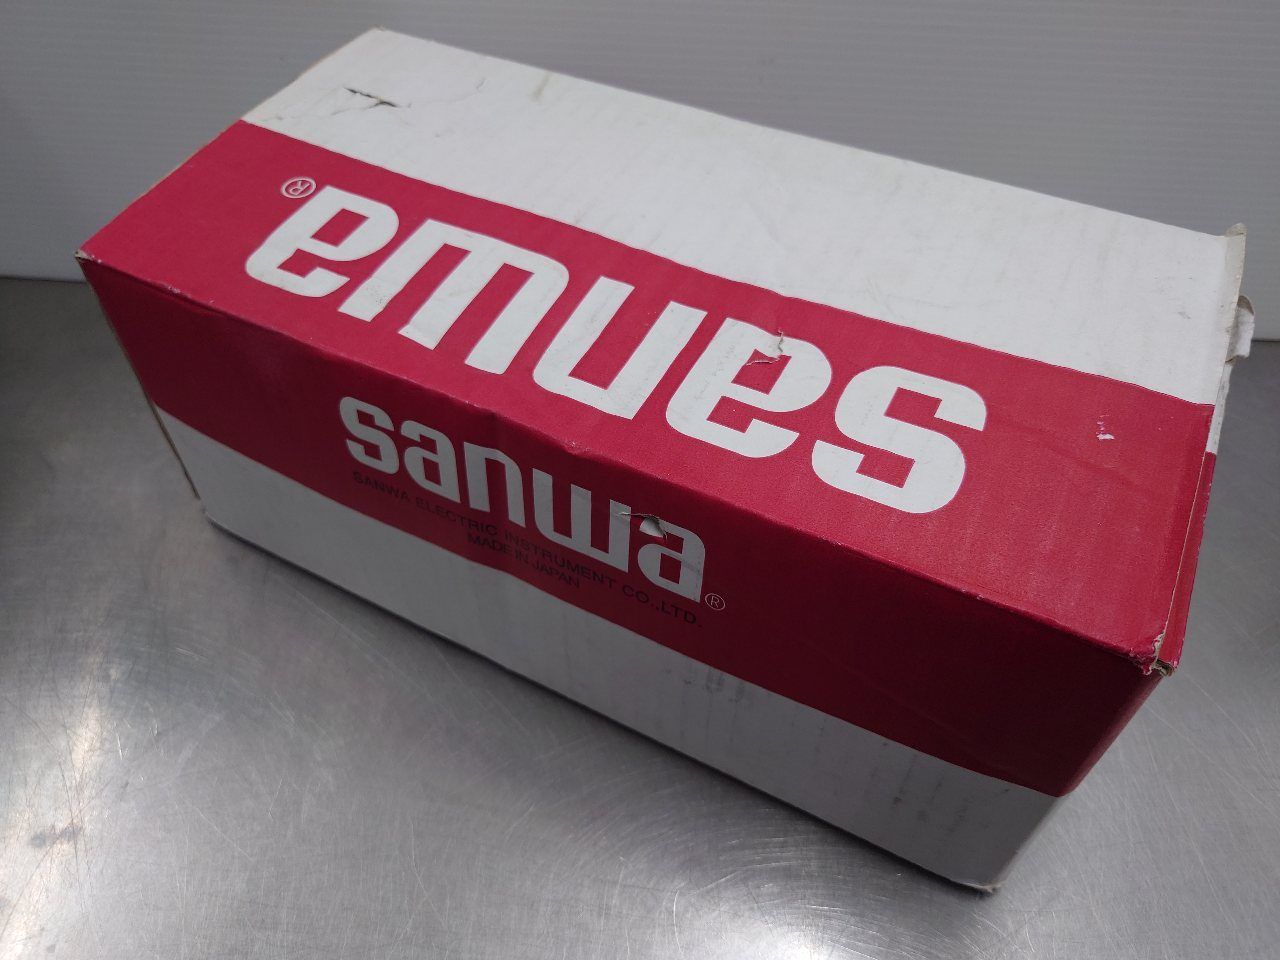 sanwa®
sanwa®
SANWA ELECTRIC INSTRUMENT CO.,LTD.
MADE IN JAPAN